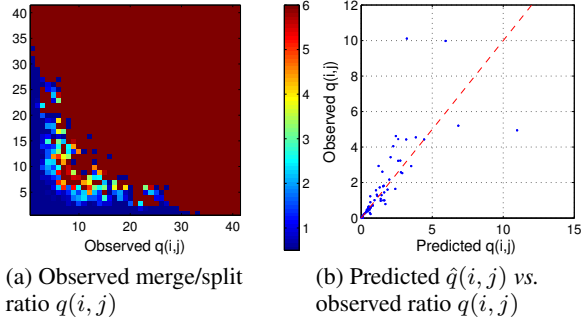 40
35
30
25
20
15
10
5
10 20 30 40
Observed q(i,j)
6
5
4
3
2
1
Observed q(i,j)
12
10
8
6
4
2
0
0 5 10 15
Predicted q(i,j)
(a) Observed merge/split
ratio q(i, j)
(b) Predicted q̂(i, j) vs.
observed ratio q(i, j)